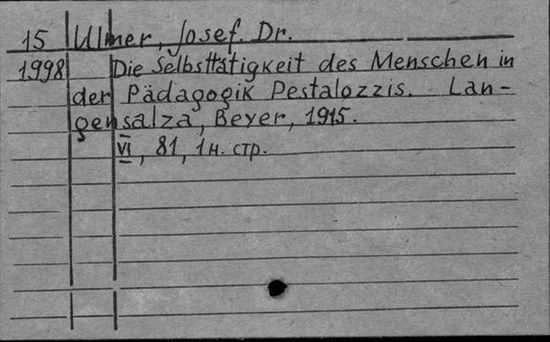 15 Ulmer, Josef. Dr.
1998 Die Selbsttätigkeit des Menschen in
der Pädagogik Pestalozzis. Lan-
gensalza, Beyer, 1915.
VI, 81, 1 н. стр.